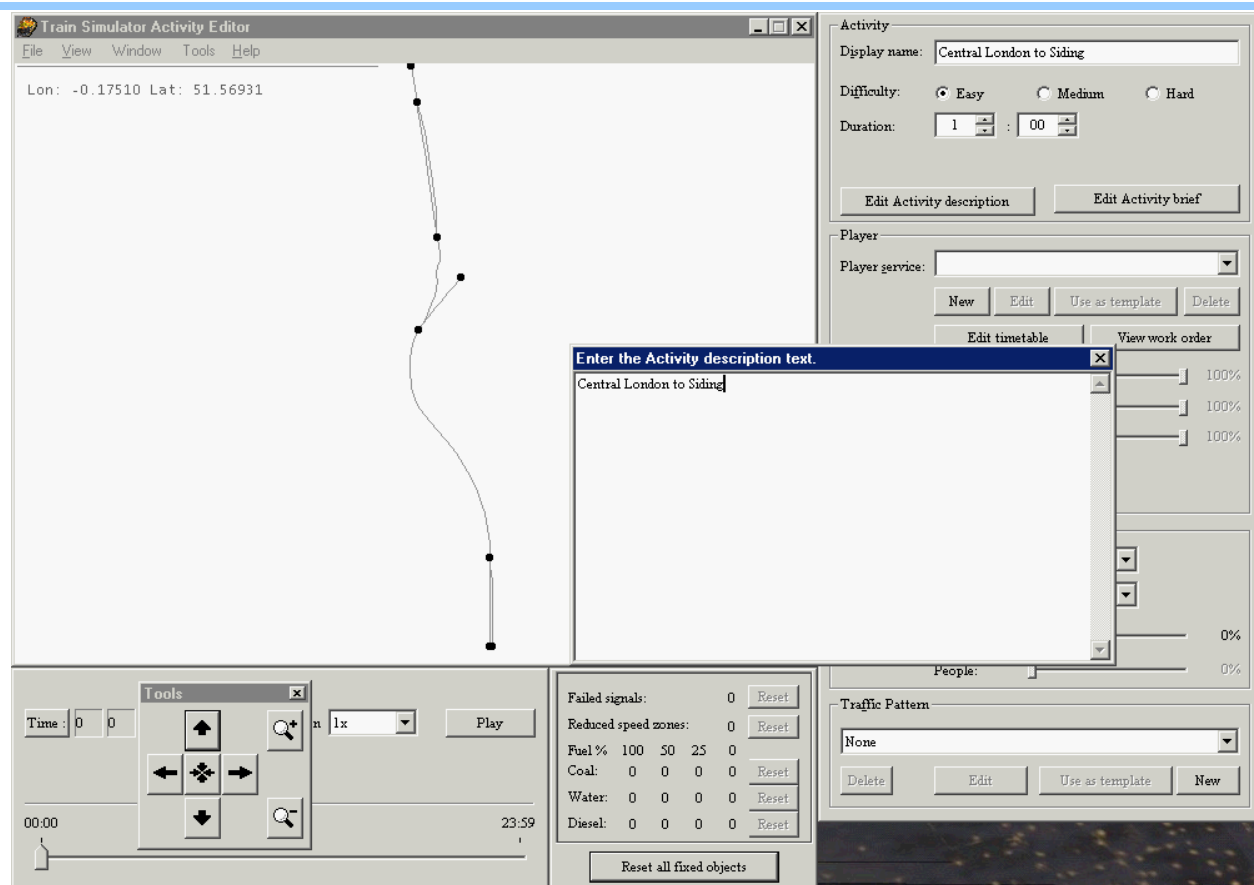 Train Simulator Activity Editor
File View Window Tools Help
Lon: -0.17510 Lat: 51.56931
Activity
Display name: Central London to Siding
Difficulty: Easy Medium Hard
Duration: 1 : 00
Edit Activity description Edit Activity brief
Player
Player service:
New Edit Use as template Delete
Edit timetable View work order
Enter the Activity description text.
Central London to Siding
100%
100%
100%
0%
People: 0%
Traffic Pattern
None
Delete Edit Use as template New
Tools
Time : 0 0 n 1x Play
00:00 23:59
Failed signals: 0 Reset
Reduced speed zones: 0 Reset
Fuel % 100 50 25 0
Coal: 0 0 0 0 Reset
Water: 0 0 0 0 Reset
Diesel: 0 0 0 0 Reset
Reset all fixed objects